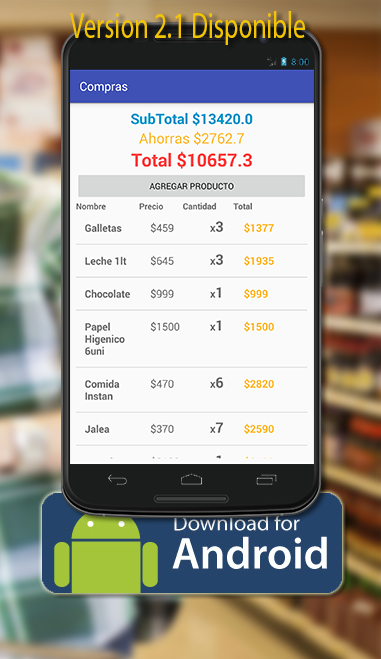 Version 2.1 Disponible
8:00
Compras
SubTotal $13420.0
Ahorras $2762.7
Total $10657.3
AGREGAR PRODUCTO
Nombre Precio Cantidad Total
Galletas $459 x3 $1377
Leche 1lt $645 x3 $1935
Chocolate $999 x1 $999
Papel Higenico 6uni $1500 x1 $1500
Comida Instan $470 x6 $2820
Jalea $370 x7 $2590
Download for
Android